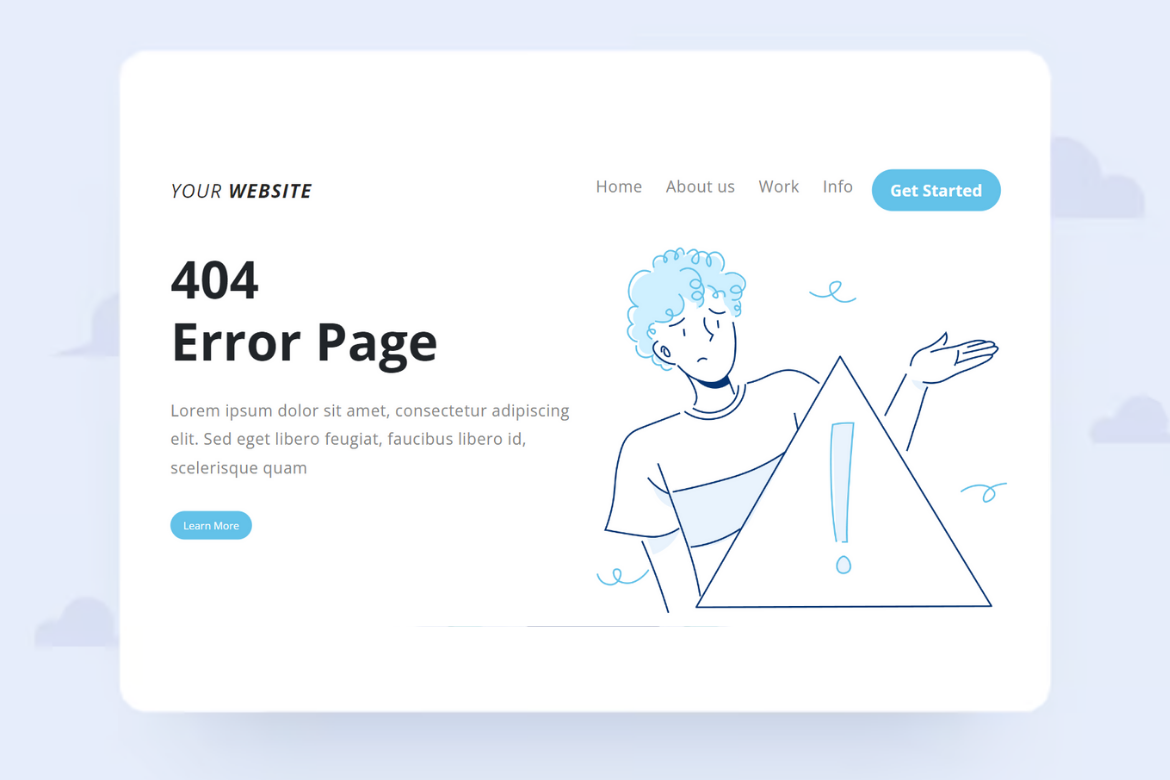 YOUR WEBSITE
Home About us Work Info Get Started
404
Error Page
Lorem ipsum dolor sit amet, consectetur adipiscing
elit. Sed eget libero feugiat, faucibus libero id,
scelerisque quam
Learn More
!